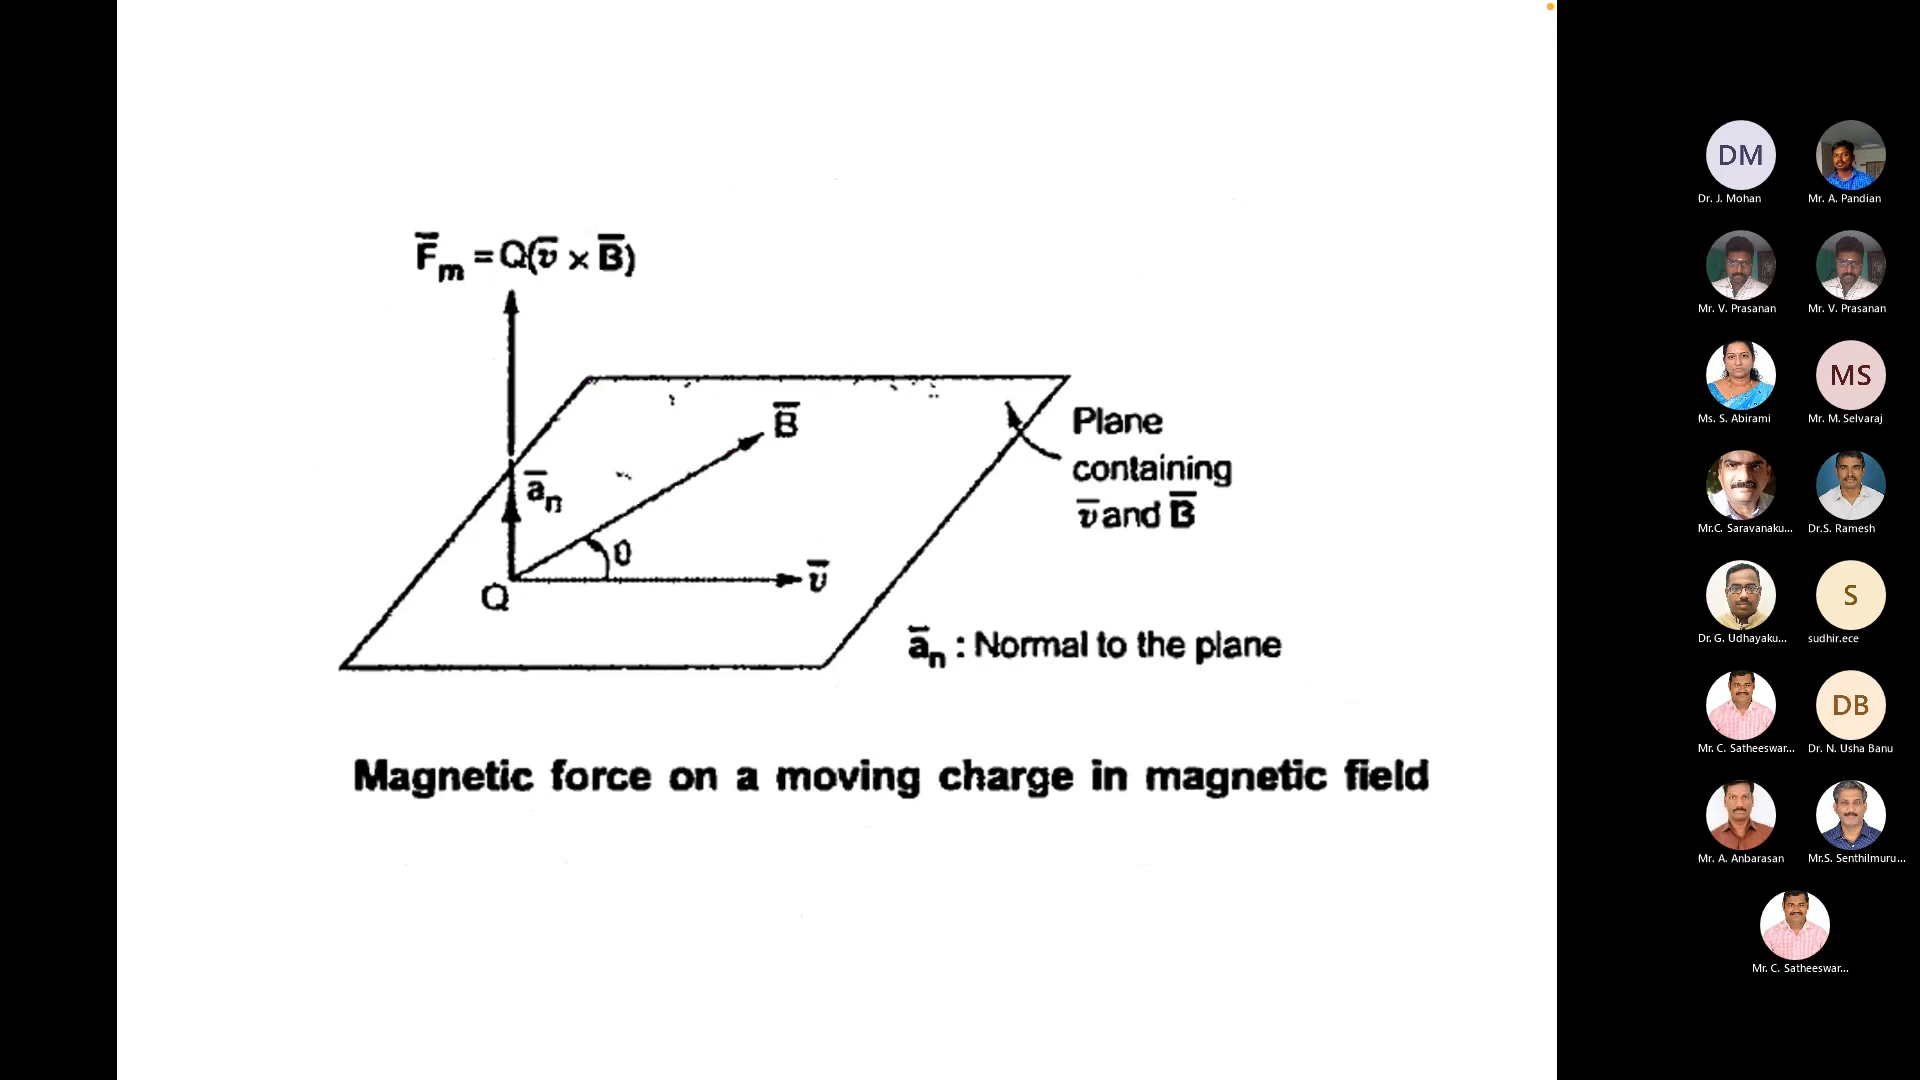 F̅m = Q(v̅ × B̅)
B̅
Plane
containing
v̅ and B̅
a̅n
θ
v̅
Q
a̅n : Normal to the plane
Magnetic force on a moving charge in magnetic field
DM
Dr. J. Mohan
Mr. A. Pandian
Mr. V. Prasanan
Mr. V. Prasanan
MS
Ms. S. Abirami
Mr. M. Selvaraj
Mr.C. Saravanaku...
Dr.S. Ramesh
S
Dr. G. Udhayaku...
sudhir.ece
DB
Mr. C. Satheeswar...
Dr. N. Usha Banu
Mr. A. Anbarasan
Mr.S. Senthilmuru...
Mr. C. Satheeswar...